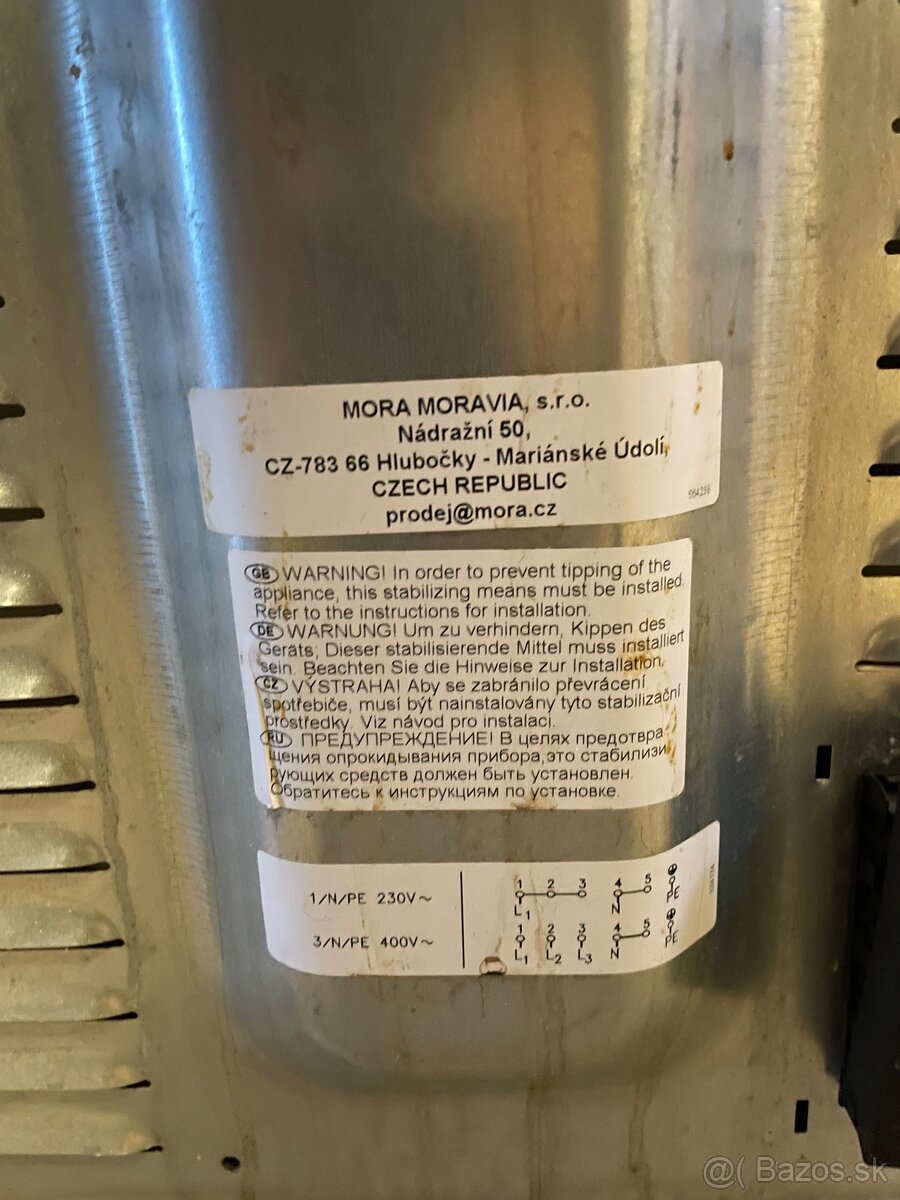 MORA MORAVIA, s.r.o.
Nádražní 50,
CZ-783 66 Hlubočky - Mariánské Údolí,
CZECH REPUBLIC
prodej@mora.cz
GB WARNING! In order to prevent tipping of the
appliance, this stabilizing means must be installed.
Refer to the instructions for installation.
DE WARNUNG! Um zu verhindern, Kippen des
Geräts; Dieser stabilisierende Mittel muss installiert
sein. Beachten Sie die Hinweise zur Installation.
CZ VÝSTRAHA! Aby se zabránilo převrácení
spotřebiče, musí být nainstalovány tyto stabilizační
prostředky. Viz návod pro instalaci.
RU ПРЕДУПРЕЖДЕНИЕ! В целях предотвра
щения опрокидывания прибора,это стабилизи
рующих средств должен быть установлен.
Обратитесь к инструкциям по установке.
1/N/PE 230V~
1 2 3 4 5
L1 N PE
3/N/PE 400V~
1 2 3 4 5
L1 L2 L3 N PE
@( Bazos.sk